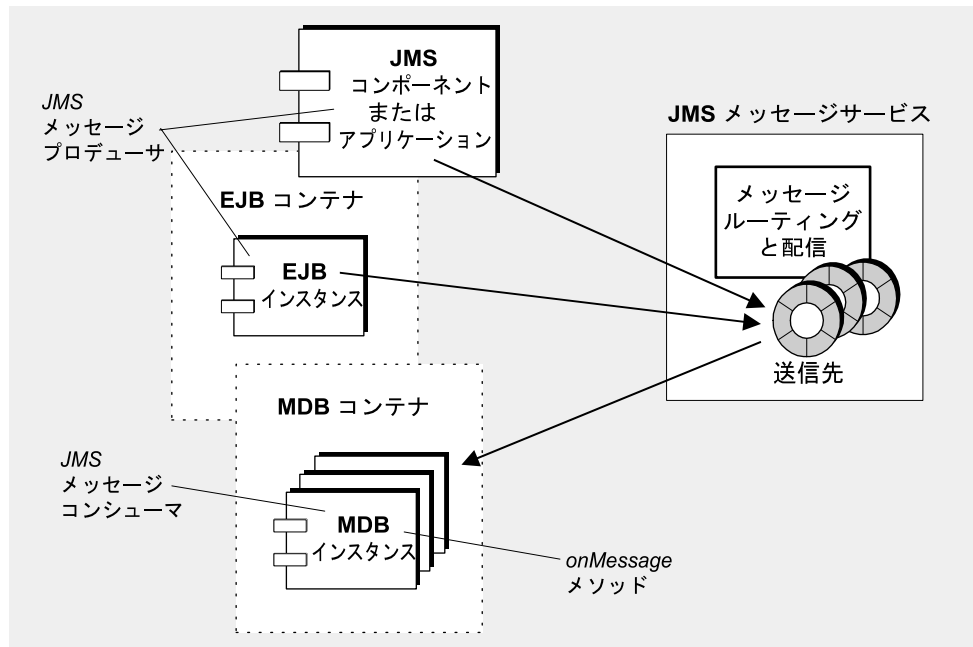 JMS
コンポーネント
または
アプリケーション
JMS
メッセージ
プロデューサ
JMS メッセージサービス
メッセージ
ルーティング
と配信
送信先
EJB コンテナ
EJB
インスタンス
MDB コンテナ
JMS
メッセージ
コンシューマ
MDB
インスタンス
onMessage
メソッド